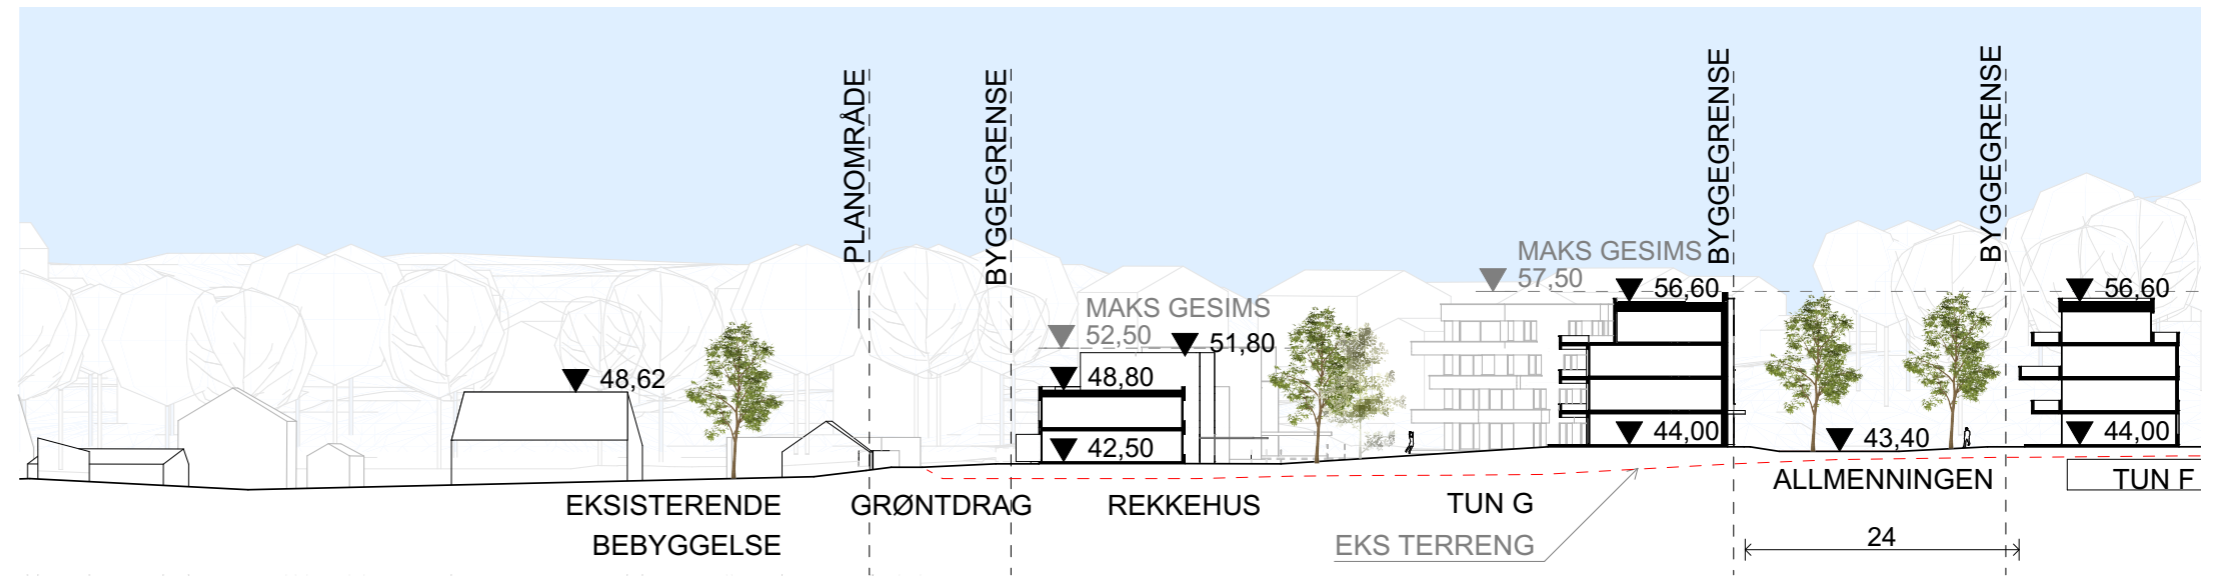 PLANOMRÅDE
BYGGEGRENSE
BYGGEGRENSE
BYGGEGRENSE
MAKS GESIMS
57,50
56,60
56,60
MAKS GESIMS
52,50
51,80
48,62
48,80
42,50
44,00
43,40
44,00
EKSISTERENDE
BEBYGGELSE
GRØNTDRAG
REKKEHUS
TUN G
ALLMENNINGEN
TUN F
EKS TERRENG
24